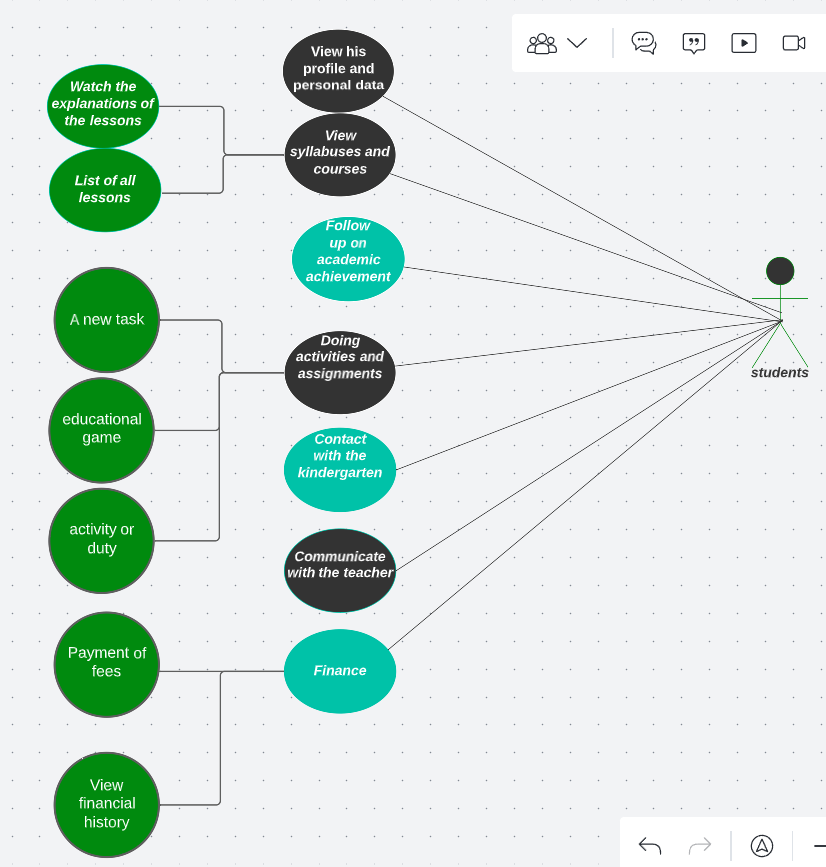 View his
profile and
personal data
Watch the
explanations of
the lessons
View
syllabuses and
courses
List of all
lessons
Follow
up on
academic
achievement
A new task
Doing
activities and
assignments
students
educational
game
Contact
with the
kindergarten
activity or
duty
Communicate
with the teacher
Payment of
fees
Finance
View
financial
history